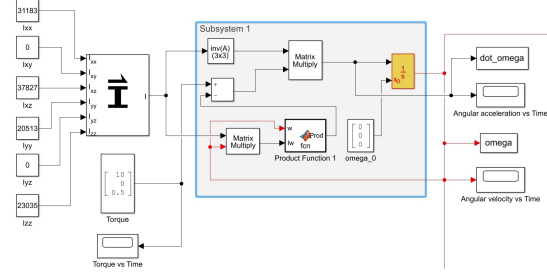 31183
Ixx
0
Ixy
37827
Ixz
20513
Iyy
0
Iyz
23035
Izz
Ixx
Ixy
Ixz
Iyy
Iyz
Izz
I
Subsystem 1
inv(A)
(3x3)
Matrix
Multiply
+
−
Matrix
Multiply
w
Iw
Prod
fcn
Product Function 1
0
0
0
omega_0
1
s
xo
dot_omega
Angular acceleration vs Time
omega
Angular velocity vs Time
10
0
0.5
Torque
Torque vs Time